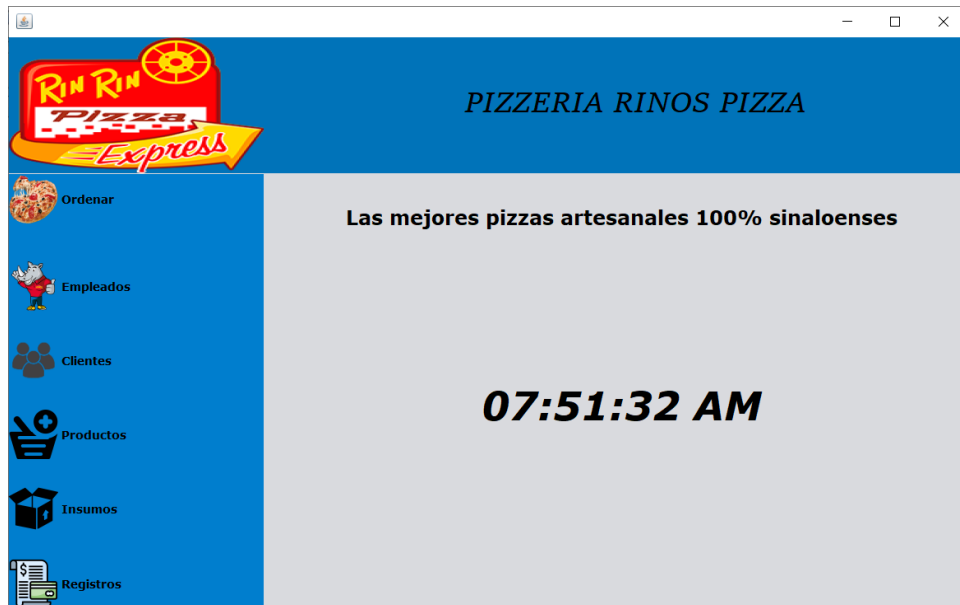 RIN RIN
Pizza
Express
PIZZERIA RINOS PIZZA
Ordenar
Empleados
Clientes
Productos
Insumos
$
Registros
Las mejores pizzas artesanales 100% sinaloenses
07:51:32 AM